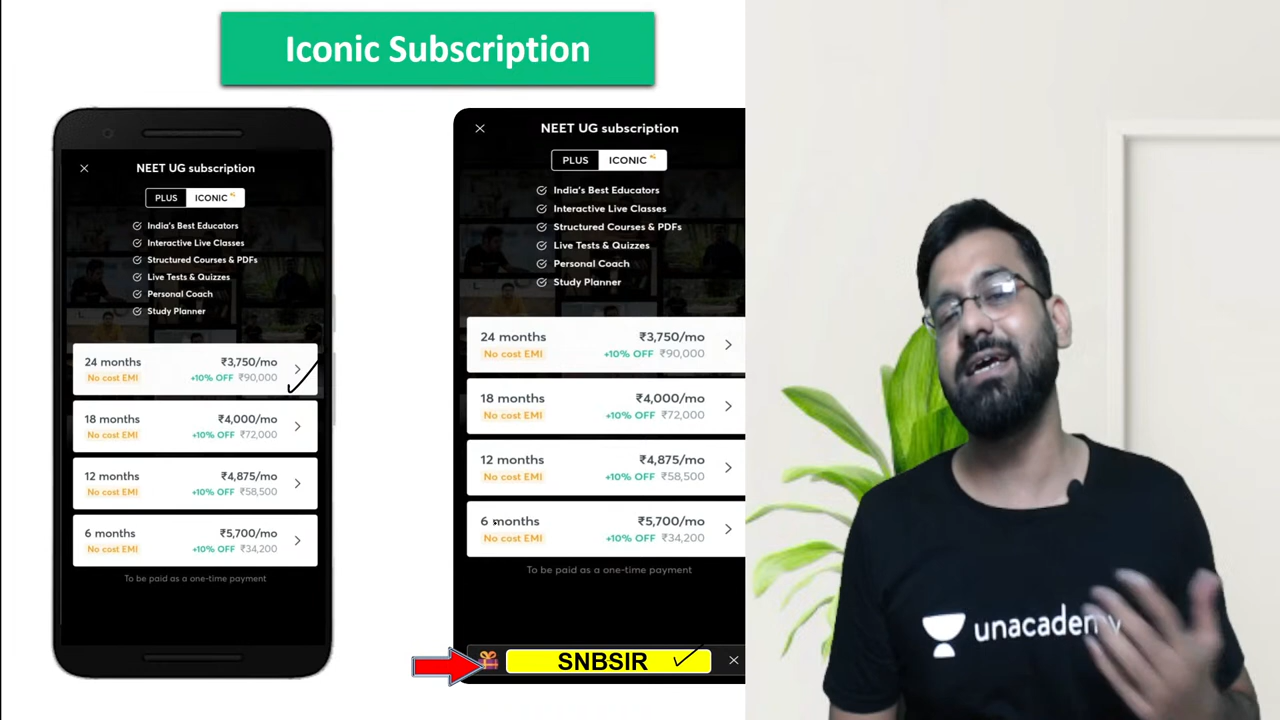 Iconic Subscription
NEET UG subscription
PLUS ICONIC
India's Best Educators
Interactive Live Classes
Structured Courses & PDFs
Live Tests & Quizzes
Personal Coach
Study Planner
24 months ₹3,750/mo
No cost EMI +10% OFF ₹90,000
18 months ₹4,000/mo
No cost EMI +10% OFF ₹72,000
12 months ₹4,875/mo
No cost EMI +10% OFF ₹58,500
6 months ₹5,700/mo
No cost EMI +10% OFF ₹34,200
To be paid as a one-time payment
NEET UG subscription
PLUS ICONIC
India's Best Educators
Interactive Live Classes
Structured Courses & PDFs
Live Tests & Quizzes
Personal Coach
Study Planner
24 months ₹3,750/mo
No cost EMI +10% OFF ₹90,000
18 months ₹4,000/mo
No cost EMI +10% OFF ₹72,000
12 months ₹4,875/mo
No cost EMI +10% OFF ₹58,500
6 months ₹5,700/mo
No cost EMI +10% OFF ₹34,200
To be paid as a one-time payment
SNBSIR
unacademy